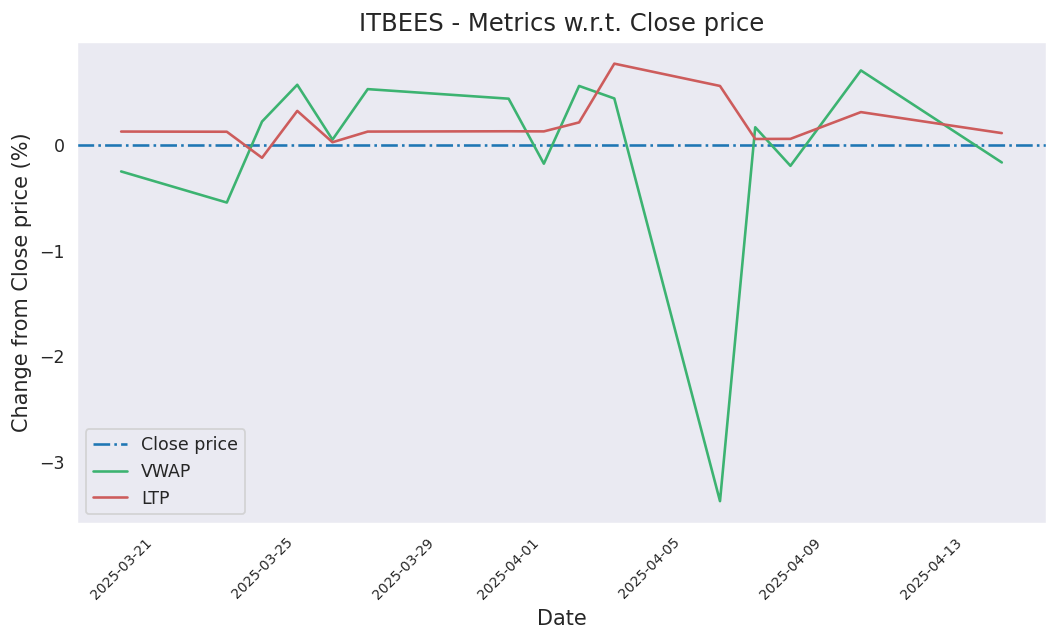 ITBEES - Metrics w.r.t. Close price
Change from Close price (%)
0
−1
−2
−3
Close price
VWAP
LTP
2025-03-21
2025-03-25
2025-03-29
2025-04-01
2025-04-05
2025-04-09
2025-04-13
Date